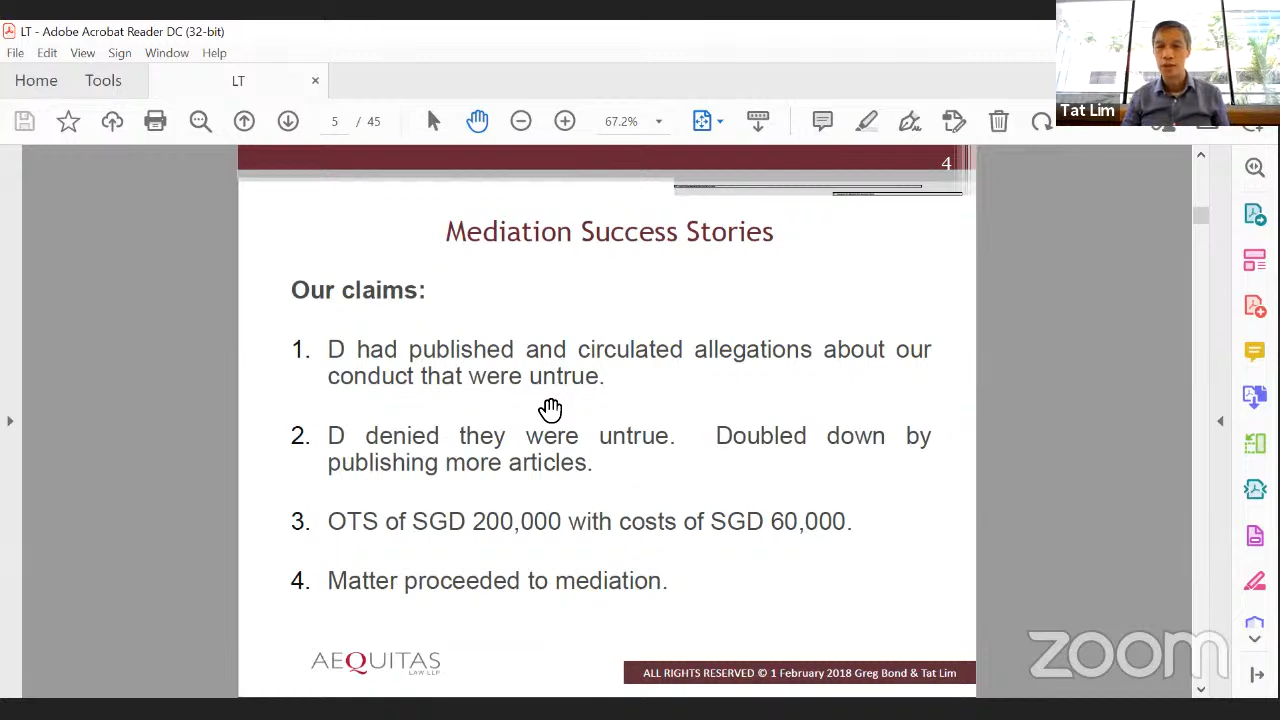 LT - Adobe Acrobat Reader DC (32-bit)
File Edit View Sign Window Help
Home Tools LT
5 / 45 67.2%
Tat Lim
4
Mediation Success Stories
Our claims:
1. D had published and circulated allegations about our
conduct that were untrue.
2. D denied they were untrue. Doubled down by
publishing more articles.
3. OTS of SGD 200,000 with costs of SGD 60,000.
4. Matter proceeded to mediation.
AEQUITAS
LAW LLP
ALL RIGHTS RESERVED © 1 February 2018 Greg Bond & Tat Lim
zoom